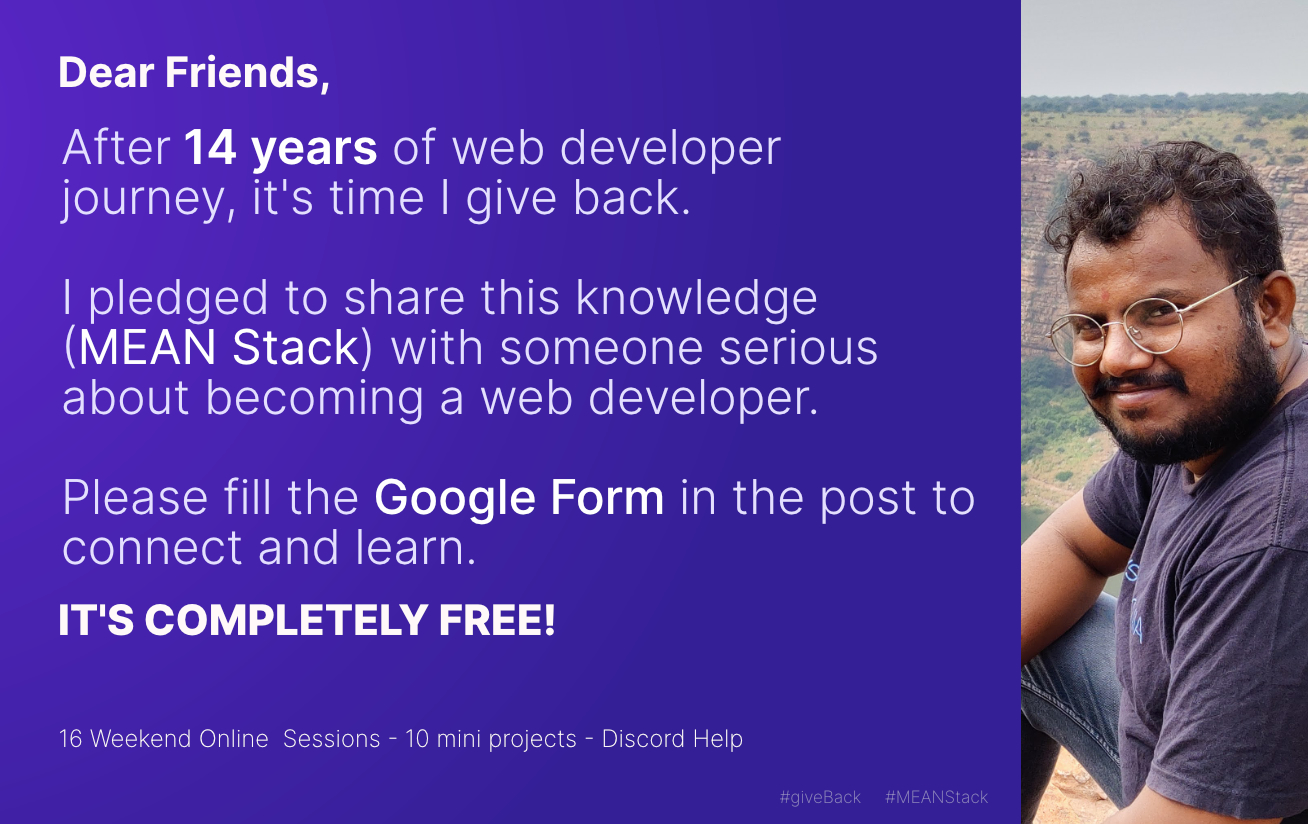 Dear Friends,
After 14 years of web developer
journey, it's time I give back.
I pledged to share this knowledge
(MEAN Stack) with someone serious
about becoming a web developer.
Please fill the Google Form in the post to
connect and learn.
IT'S COMPLETELY FREE!
16 Weekend Online  Sessions - 10 mini projects - Discord Help
#giveBack #MEANStack